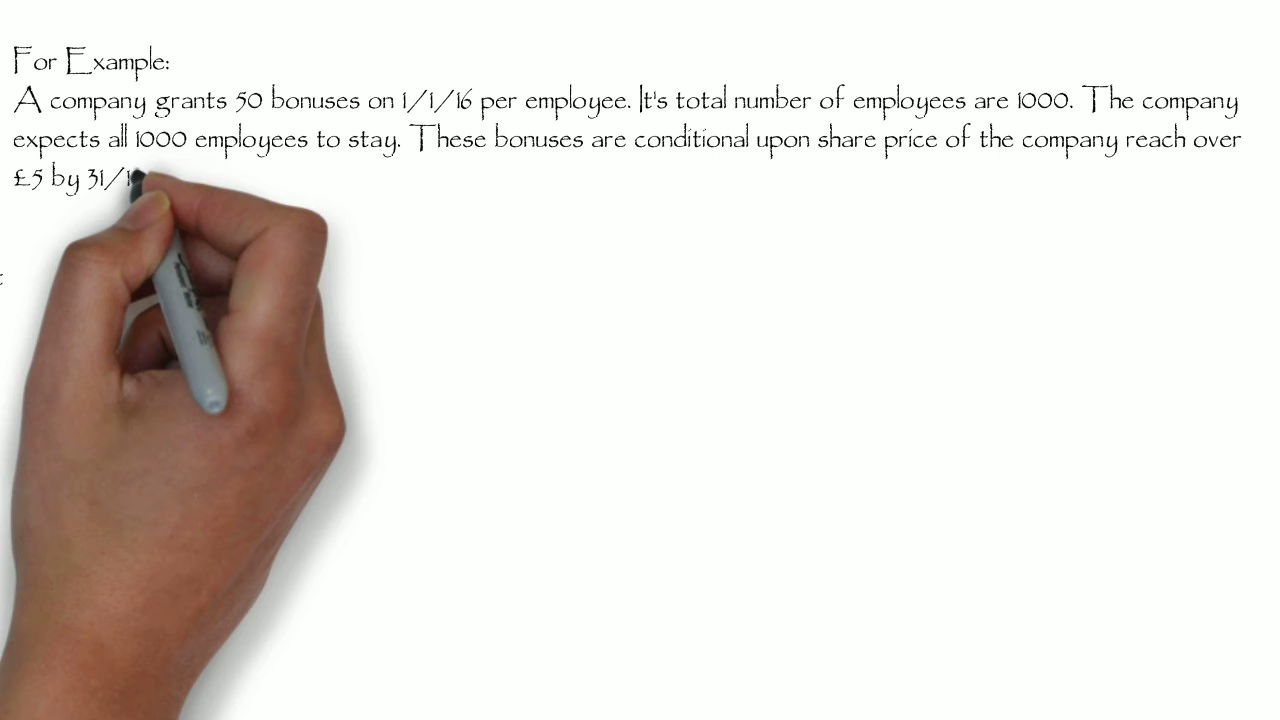 For Example:
A company grants 50 bonuses on 1/1/16 per employee. It's total number of employees are 1000. The company
expects all 1000 employees to stay. These bonuses are conditional upon share price of the company reach over
£5 by 31/1